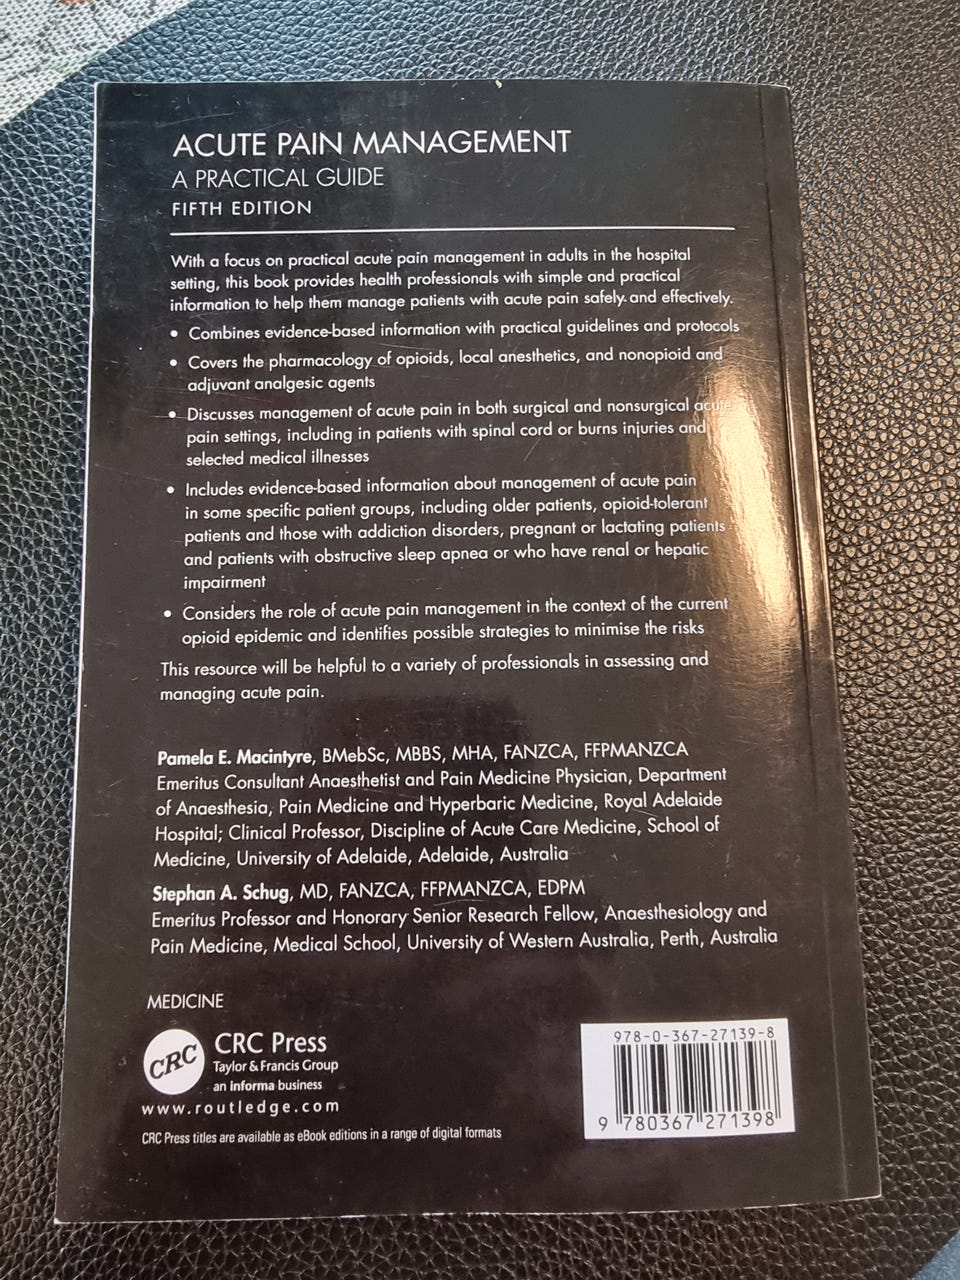 ACUTE PAIN MANAGEMENT
A PRACTICAL GUIDE
FIFTH EDITION
With a focus on practical acute pain management in adults in the hospital
setting, this book provides health professionals with simple and practical
information to help them manage patients with acute pain safely and effectively.
• Combines evidence-based information with practical guidelines and protocols
• Covers the pharmacology of opioids, local anesthetics, and nonopioid and
adjuvant analgesic agents
• Discusses management of acute pain in both surgical and nonsurgical acute
pain settings, including in patients with spinal cord or burns injuries and
selected medical illnesses
• Includes evidence-based information about management of acute pain
in some specific patient groups, including older patients, opioid-tolerant
patients and those with addiction disorders, pregnant or lactating patients
and patients with obstructive sleep apnea or who have renal or hepatic
impairment
• Considers the role of acute pain management in the context of the current
opioid epidemic and identifies possible strategies to minimise the risks
This resource will be helpful to a variety of professionals in assessing and
managing acute pain.
Pamela E. Macintyre, BMebSc, MBBS, MHA, FANZCA, FFPMANZCA
Emeritus Consultant Anaesthetist and Pain Medicine Physician, Department
of Anaesthesia, Pain Medicine and Hyperbaric Medicine, Royal Adelaide
Hospital; Clinical Professor, Discipline of Acute Care Medicine, School of
Medicine, University of Adelaide, Adelaide, Australia
Stephan A. Schug, MD, FANZCA, FFPMANZCA, EDPM
Emeritus Professor and Honorary Senior Research Fellow, Anaesthesiology and
Pain Medicine, Medical School, University of Western Australia, Perth, Australia
MEDICINE
CRC
CRC Press
Taylor & Francis Group
an informa business
www.routledge.com
CRC Press titles are available as eBook editions in a range of digital formats
978-0-367-27139-8
9 780367 271398